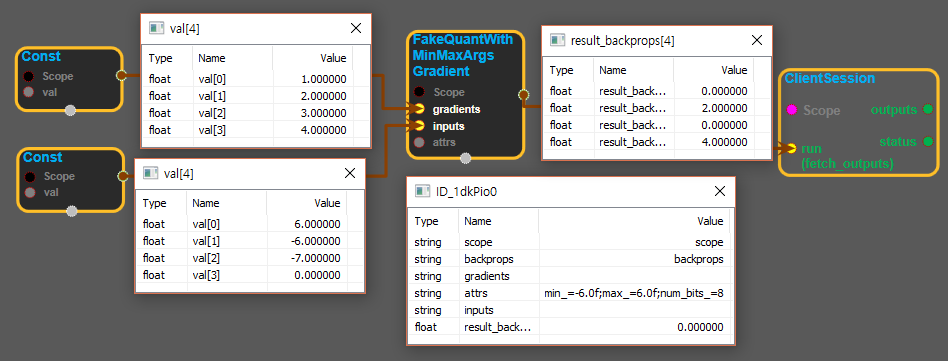 Const
Scope
val
val[4]
Type Name Value
float val[0] 1.000000
float val[1] 2.000000
float val[2] 3.000000
float val[3] 4.000000
FakeQuantWith
MinMaxArgs
Gradient
Scope
gradients
inputs
attrs
result_backprops[4]
Type Name Value
float result_back... 0.000000
float result_back... 2.000000
float result_back... 0.000000
float result_back... 4.000000
ClientSession
Scope outputs
status
run
(fetch_outputs)
Const
Scope
val
val[4]
Type Name Value
float val[0] 6.000000
float val[1] -6.000000
float val[2] -7.000000
float val[3] 0.000000
ID_1dkPio0
Type Name Value
string scope scope
string backprops backprops
string gradients
string attrs min_=-6.0f;max_=6.0f;num_bits_=8
string inputs
float result_back... 0.000000